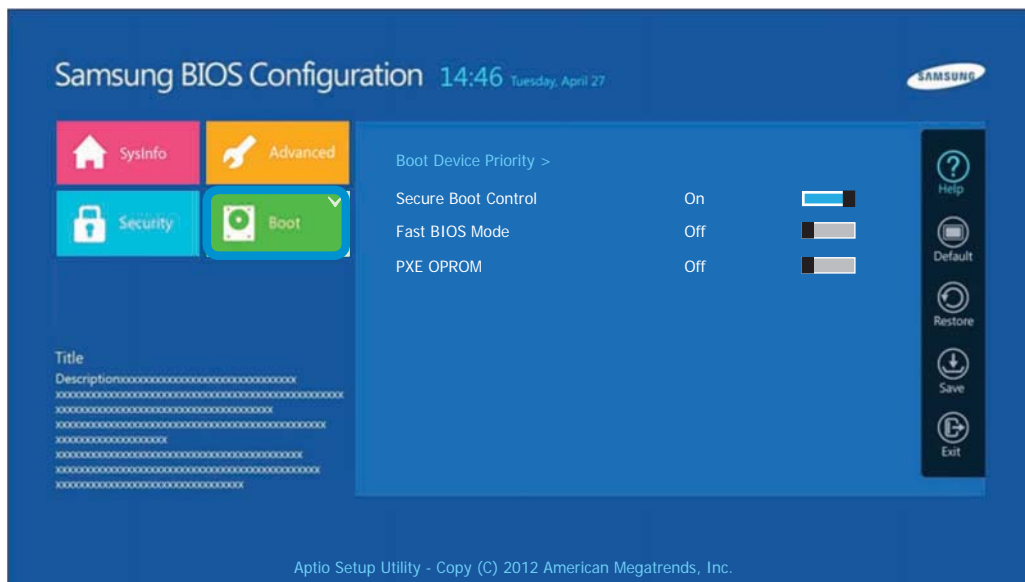 Samsung BIOS Configuration 14:46 Tuesday, April 27
SAMSUNG
SysInfo
Advanced
Security
Boot
Boot Device Priority >
Secure Boot Control On
Fast BIOS Mode Off
PXE OPROM Off
Help
Default
Restore
Save
Exit
Title
Descriptionxxxxxxxxxxxxxxxxxxxxxxxxxxxxxx
Aptio Setup Utility - Copy (C) 2012 American Megatrends, Inc.